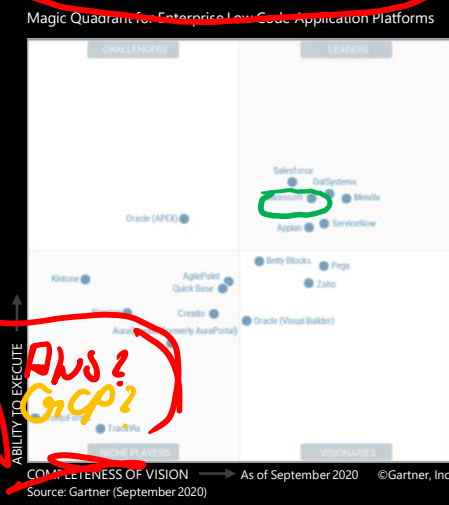 Magic Quadrant for Enterprise Low-Code Application Platforms
CHALLENGERS
LEADERS
Salesforce
OutSystems
Microsoft
Mendix
Oracle (APEX)
Appian
ServiceNow
Betty Blocks
Pega
Kintone
AgilePoint
Quick Base
Zoho
Creatio
Oracle (Visual Builder)
formerly AuraPortal)
AWS?
GCP?
TrackVia
NICHE PLAYERS
VISIONARIES
ABILITY TO EXECUTE
COMPLETENESS OF VISION
As of September 2020
©Gartner, Inc
Source: Gartner (September 2020)